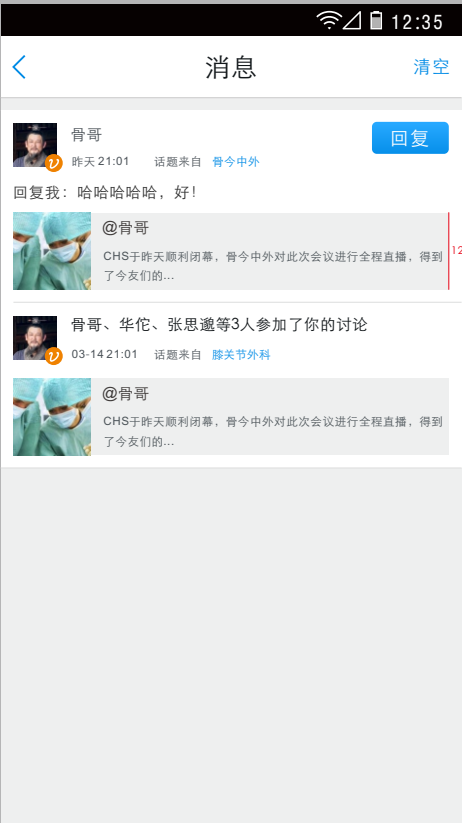 12:35
消息
清空
骨哥
回复
昨天21:01 话题来自 骨今中外
回复我：哈哈哈哈哈，好！
@骨哥
CHS于昨天顺利闭幕，骨今中外对此次会议进行全程直播，得到
了今友们的...
12
骨哥、华佗、张思邈等3人参加了你的讨论
03-14 21:01 话题来自 膝关节外科
@骨哥
CHS于昨天顺利闭幕，骨今中外对此次会议进行全程直播，得到
了今友们的...